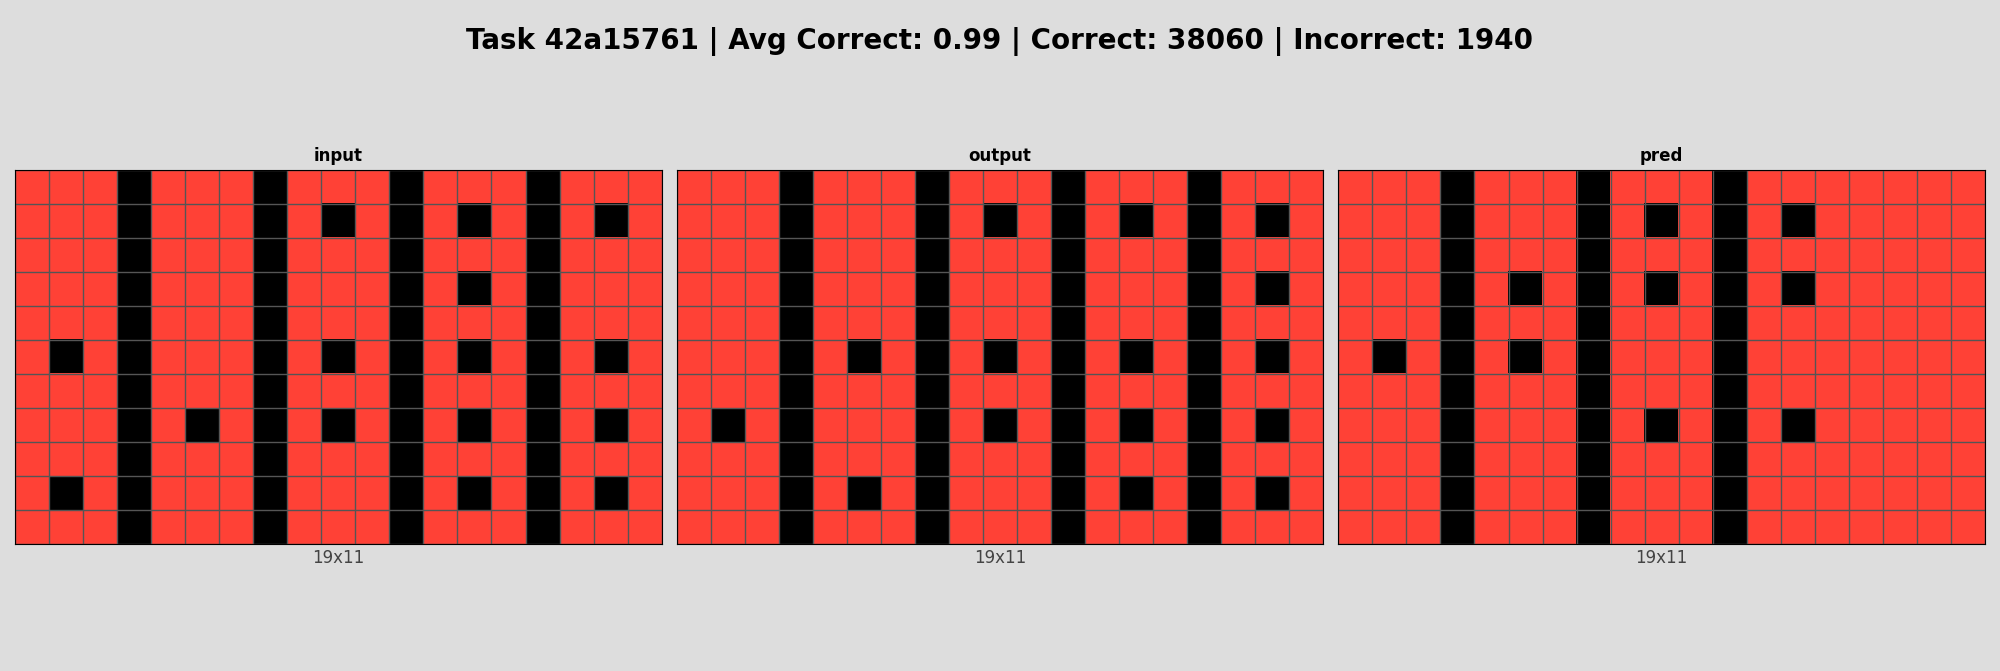 Task 42a15761 | Avg Correct: 0.99 | Correct: 38060 | Incorrect: 1940
input
output
pred
19x11
19x11
19x11